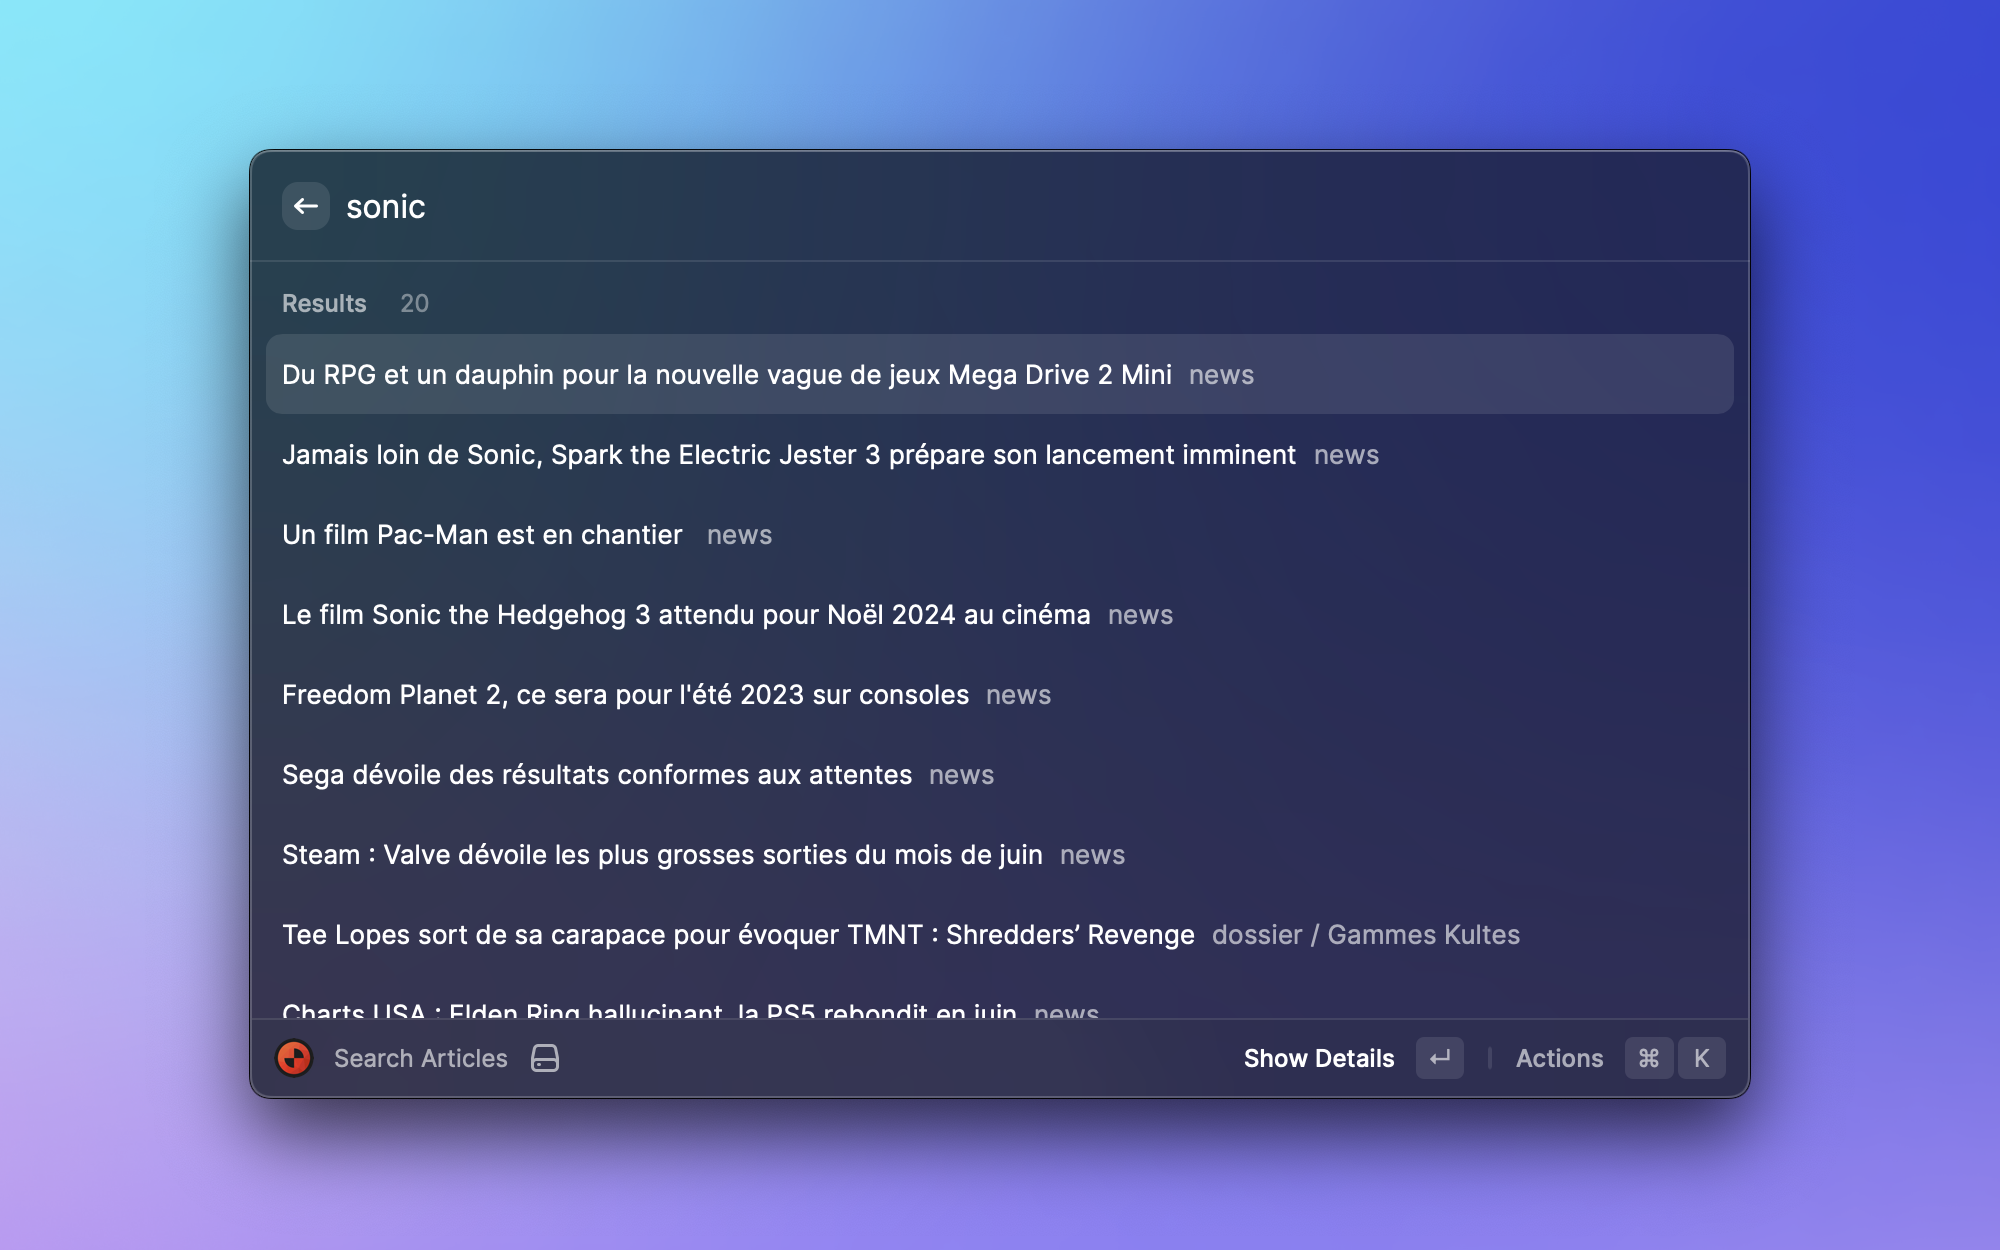 sonic
Results 20
Du RPG et un dauphin pour la nouvelle vague de jeux Mega Drive 2 Mini news
Jamais loin de Sonic, Spark the Electric Jester 3 prépare son lancement imminent news
Un film Pac-Man est en chantier news
Le film Sonic the Hedgehog 3 attendu pour Noël 2024 au cinéma news
Freedom Planet 2, ce sera pour l'été 2023 sur consoles news
Sega dévoile des résultats conformes aux attentes news
Steam : Valve dévoile les plus grosses sorties du mois de juin news
Tee Lopes sort de sa carapace pour évoquer TMNT : Shredders’ Revenge dossier / Gammes Kultes
Charts USA : Elden Ring hallucinant, la PS5 rebondit en juin news
Search Articles Show Details ↵ Actions ⌘ K